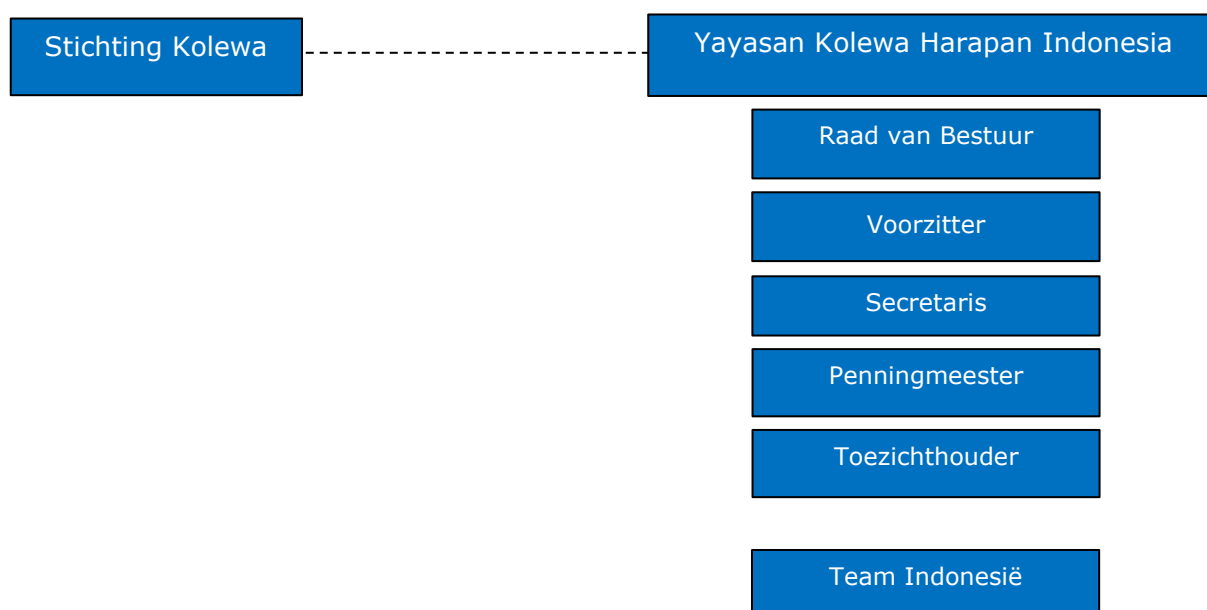 Stichting Kolewa
Yayasan Kolewa Harapan Indonesia
Raad van Bestuur
Voorzitter
Secretaris
Penningmeester
Toezichthouder
Team Indonesië